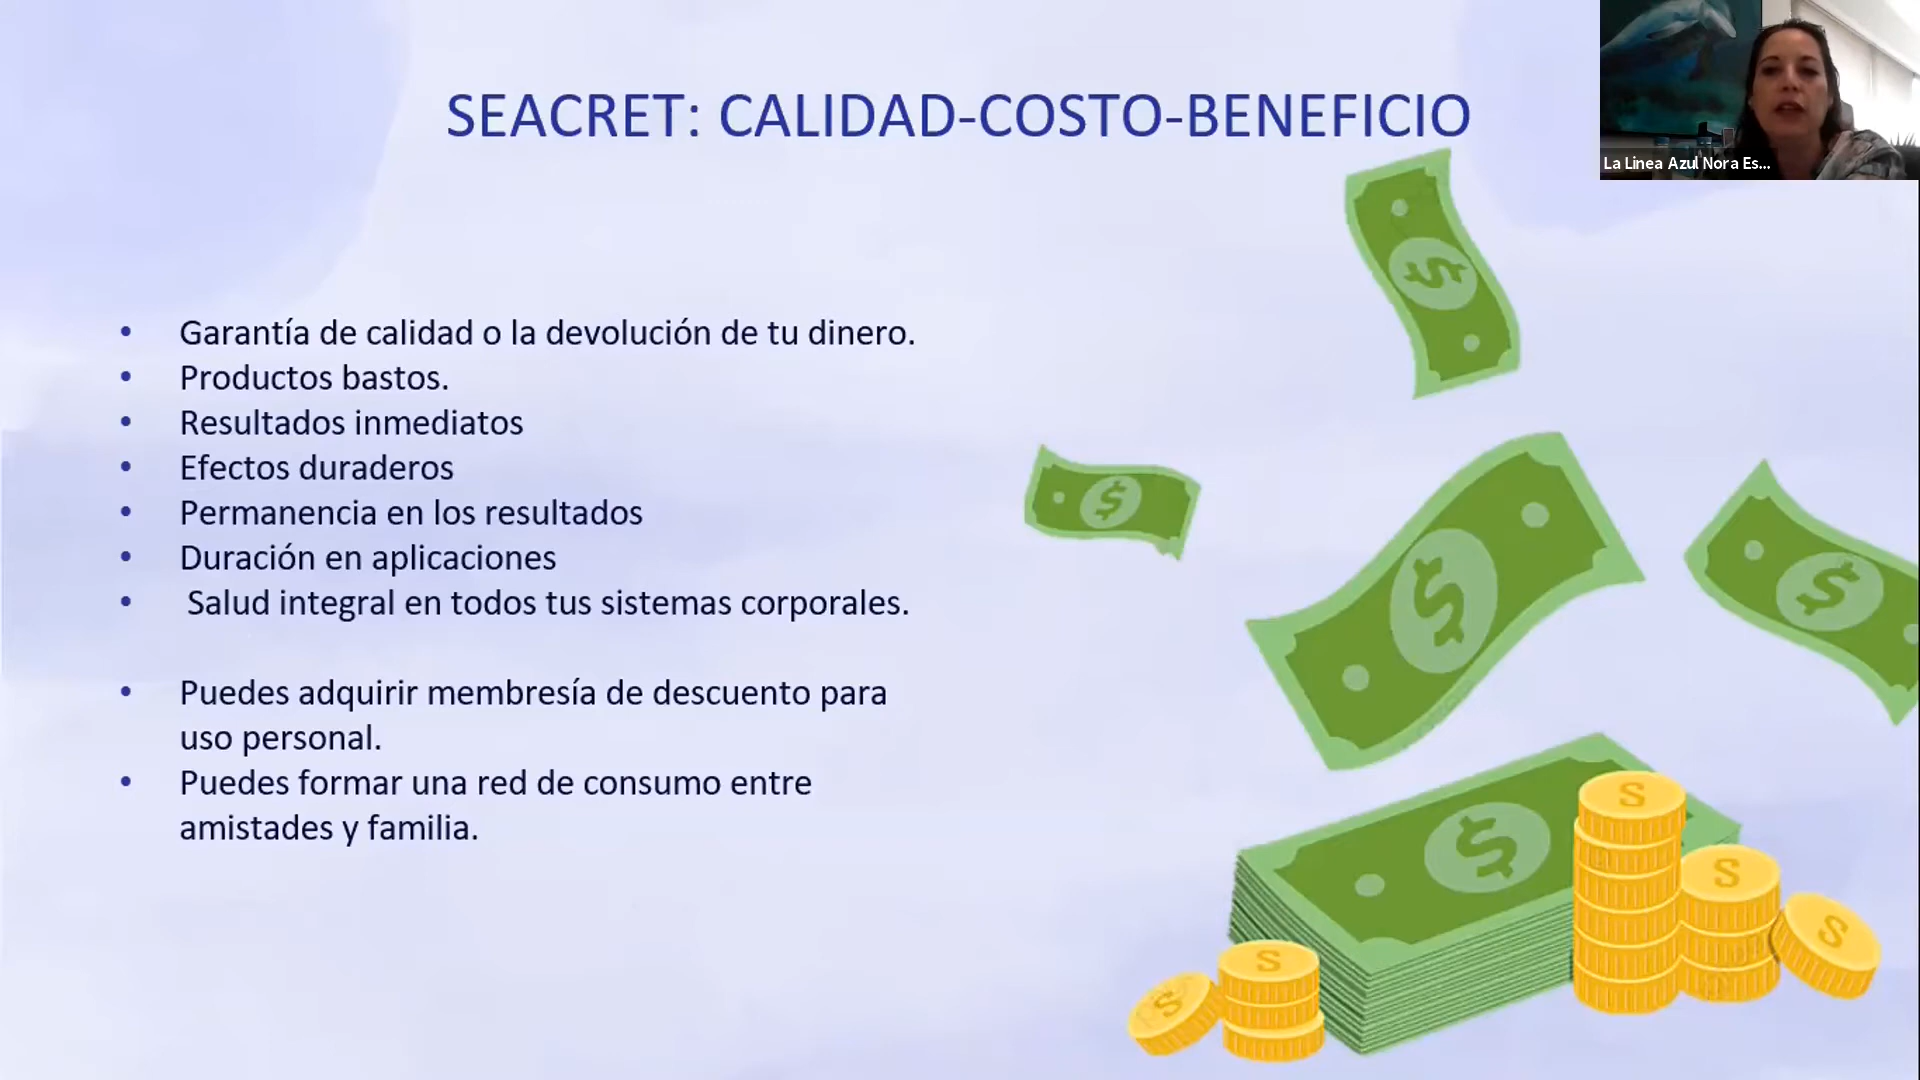 SEACRET: CALIDAD-COSTO-BENEFICIO
La Linea Azul Nora Es...
• Garantía de calidad o la devolución de tu dinero.
• Productos bastos.
• Resultados inmediatos
• Efectos duraderos
• Permanencia en los resultados
• Duración en aplicaciones
• Salud integral en todos tus sistemas corporales.
• Puedes adquirir membresía de descuento para
uso personal.
• Puedes formar una red de consumo entre
amistades y familia.